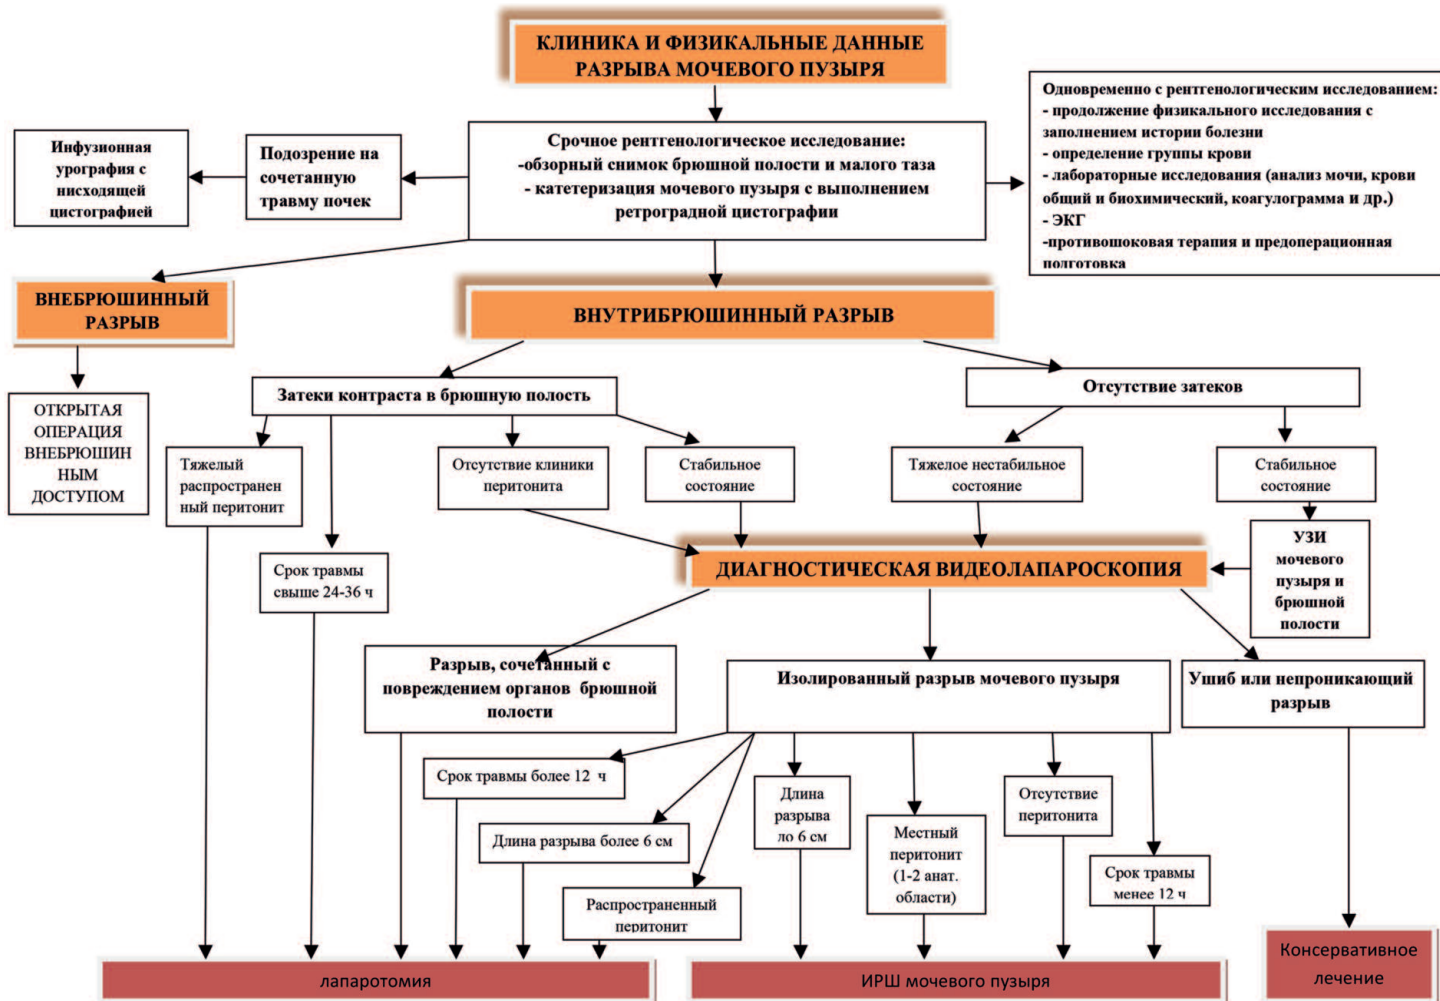 КЛИНИКА И ФИЗИКАЛЬНЫЕ ДАННЫЕ
РАЗРЫВА МОЧЕВОГО ПУЗЫРЯ
Инфузионная
урография с
нисходящей
цистографией
Подозрение на
сочетанную
травму почек
Срочное рентгенологическое исследование:
-обзорный снимок брюшной полости и малого таза
- катетеризация мочевого пузыря с выполнением
ретроградной цистографии
Одновременно с рентгенологическим исследованием:
- продолжение физикального исследования с
заполнением истории болезни
- определение группы крови
- лабораторные исследования (анализ мочи, крови
общий и биохимический, коагулограмма и др.)
- ЭКГ
-противошоковая терапия и предоперационная
подготовка
ВНЕБРЮШИННЫЙ
РАЗРЫВ
ВНУТРИБРЮШИННЫЙ РАЗРЫВ
ОТКРЫТАЯ
ОПЕРАЦИЯ
ВНЕБРЮШИН
НЫМ
ДОСТУПОМ
Затеки контраста в брюшную полость
Отсутствие затеков
Тяжелый
распространен
ный перитонит
Отсутствие клиники
перитонита
Стабильное
состояние
Тяжелое нестабильное
состояние
Стабильное
состояние
Срок травмы
свыше 24-36 ч
ДИАГНОСТИЧЕСКАЯ ВИДЕОЛАПАРОСКОПИЯ
УЗИ
мочевого
пузыря и
брюшной
полости
Разрыв, сочетанный с
повреждением органов брюшной
полости
Изолированный разрыв мочевого пузыря
Ушиб или непроникающий
разрыв
Срок травмы более 12 ч
Длина разрыва более 6 см
Распространенный
перитонит
Длина
разрыва
до 6 см
Местный
перитонит
(1-2 анат.
области)
Отсутствие
перитонита
Срок травмы
менее 12 ч
лапаротомия
ИРШ мочевого пузыря
Консервативное
лечение